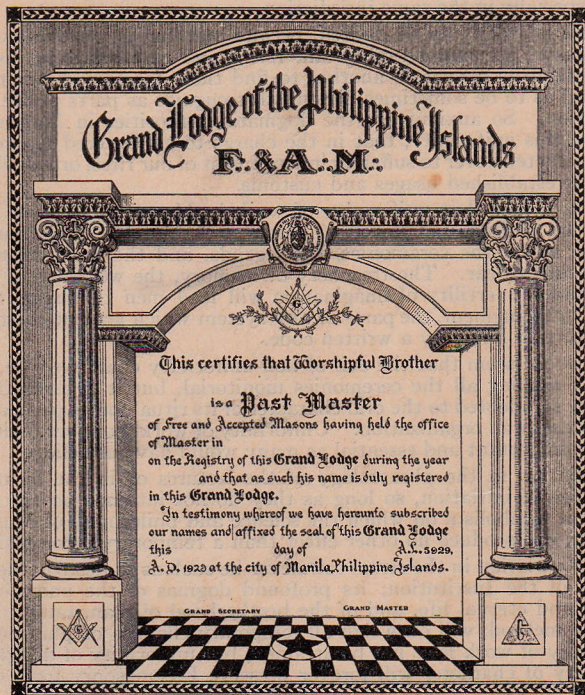 Grand Lodge of the Philippine Islands
F∴ & A∴M∴
G
This certifies that Worshipful Brother
is a Past Master
of Free and Accepted Masons having held the office
of Master in
on the Registry of this Grand Lodge during the year
and that as such his name is duly registered
in this Grand Lodge.
In testimony whereof we have hereunto subscribed
our names and affixed the seal of this Grand Lodge
this day of A.L. 5929,
A. D. 1929 at the city of Manila, Philippine Islands.
GRAND SECRETARY GRAND MASTER
G G